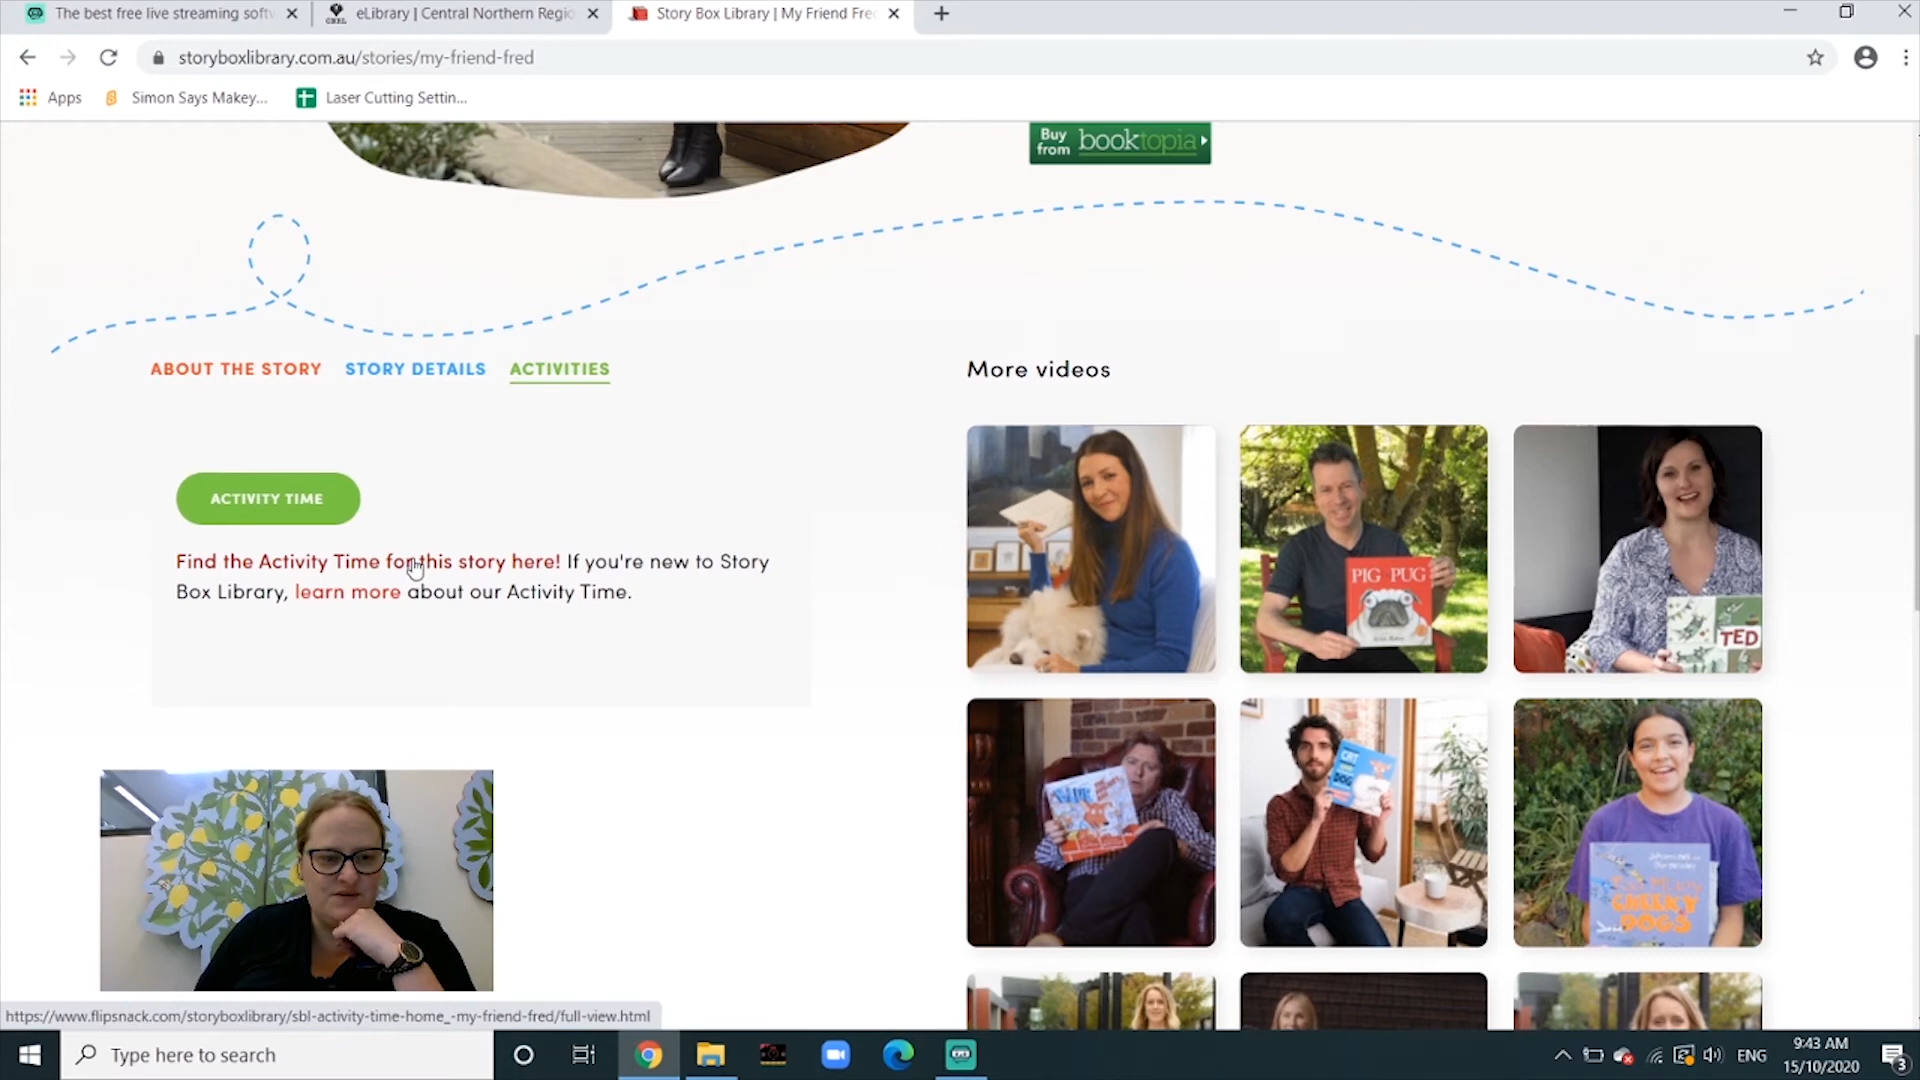 The best free live streaming softw
eLibrary | Central Northern Regio
Story Box Library | My Friend Fred
storyboxlibrary.com.au/stories/my-friend-fred
Apps
Simon Says Makey...
Laser Cutting Settin...
Buy from booktopia
ABOUT THE STORY
STORY DETAILS
ACTIVITIES
More videos
ACTIVITY TIME
Find the Activity Time for this story here! If you're new to Story
Box Library, learn more about our Activity Time.
PIG PUG
TED
CHEEKY
DOGS
https://www.flipsnack.com/storyboxlibrary/sbl-activity-time-home_-my-friend-fred/full-view.html
Type here to search
ENG
9:43 AM
15/10/2020
3